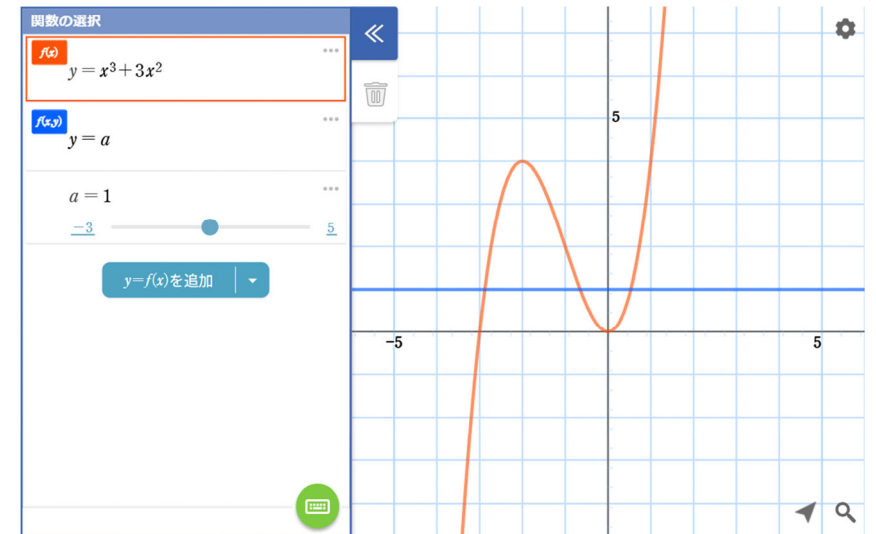 関数の選択
f(x)
y = x³+3x²
f(x,y)
y = a
a = 1
−3
5
y=f(x)を追加
5
−5
5